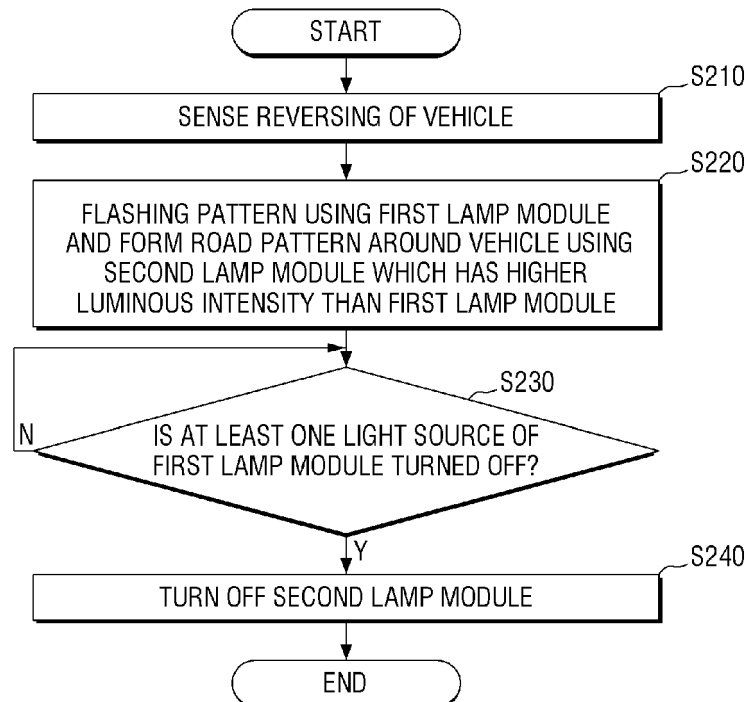 START
S210
SENSE REVERSING OF VEHICLE
S220
FLASHING PATTERN USING FIRST LAMP MODULE
AND FORM ROAD PATTERN AROUND VEHICLE USING
SECOND LAMP MODULE WHICH HAS HIGHER
LUMINOUS INTENSITY THAN FIRST LAMP MODULE
S230
N
IS AT LEAST ONE LIGHT SOURCE OF
FIRST LAMP MODULE TURNED OFF?
Y
S240
TURN OFF SECOND LAMP MODULE
END